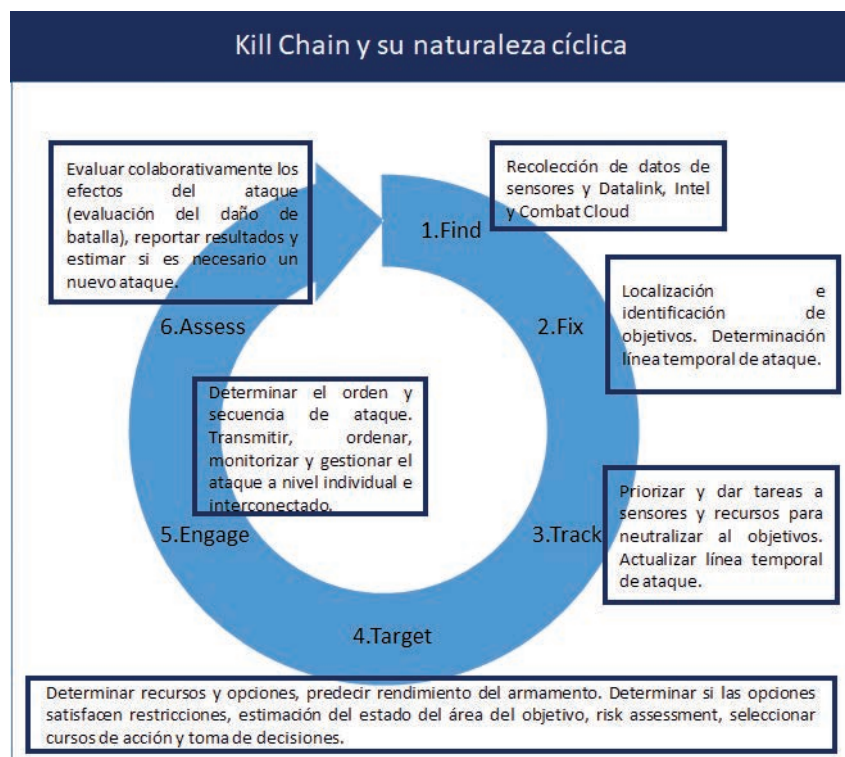 Kill Chain y su naturaleza cíclica
Recolección de datos de
sensores y Datalink, Intel
y Combat Cloud
1.Find
Localización e
identificación de
objetivos. Determinación
línea temporal de ataque.
2.Fix
Priorizar y dar tareas a
sensores y recursos para
neutralizar al objetivos.
Actualizar línea temporal
de ataque.
3.Track
4.Target
Determinar recursos y opciones, predecir rendimiento del armamento. Determinar si las opciones
satisfacen restricciones, estimación del estado del área del objetivo, risk assessment, seleccionar
cursos de acción y toma de decisiones.
Determinar el orden y
secuencia de ataque.
Transmitir, ordenar,
monitorizar y gestionar el
ataque a nivel individual e
interconectado.
5.Engage
Evaluar colaborativamente los
efectos del ataque
(evaluación del daño de
batalla), reportar resultados y
estimar si es necesario un
nuevo ataque.
6.Assess